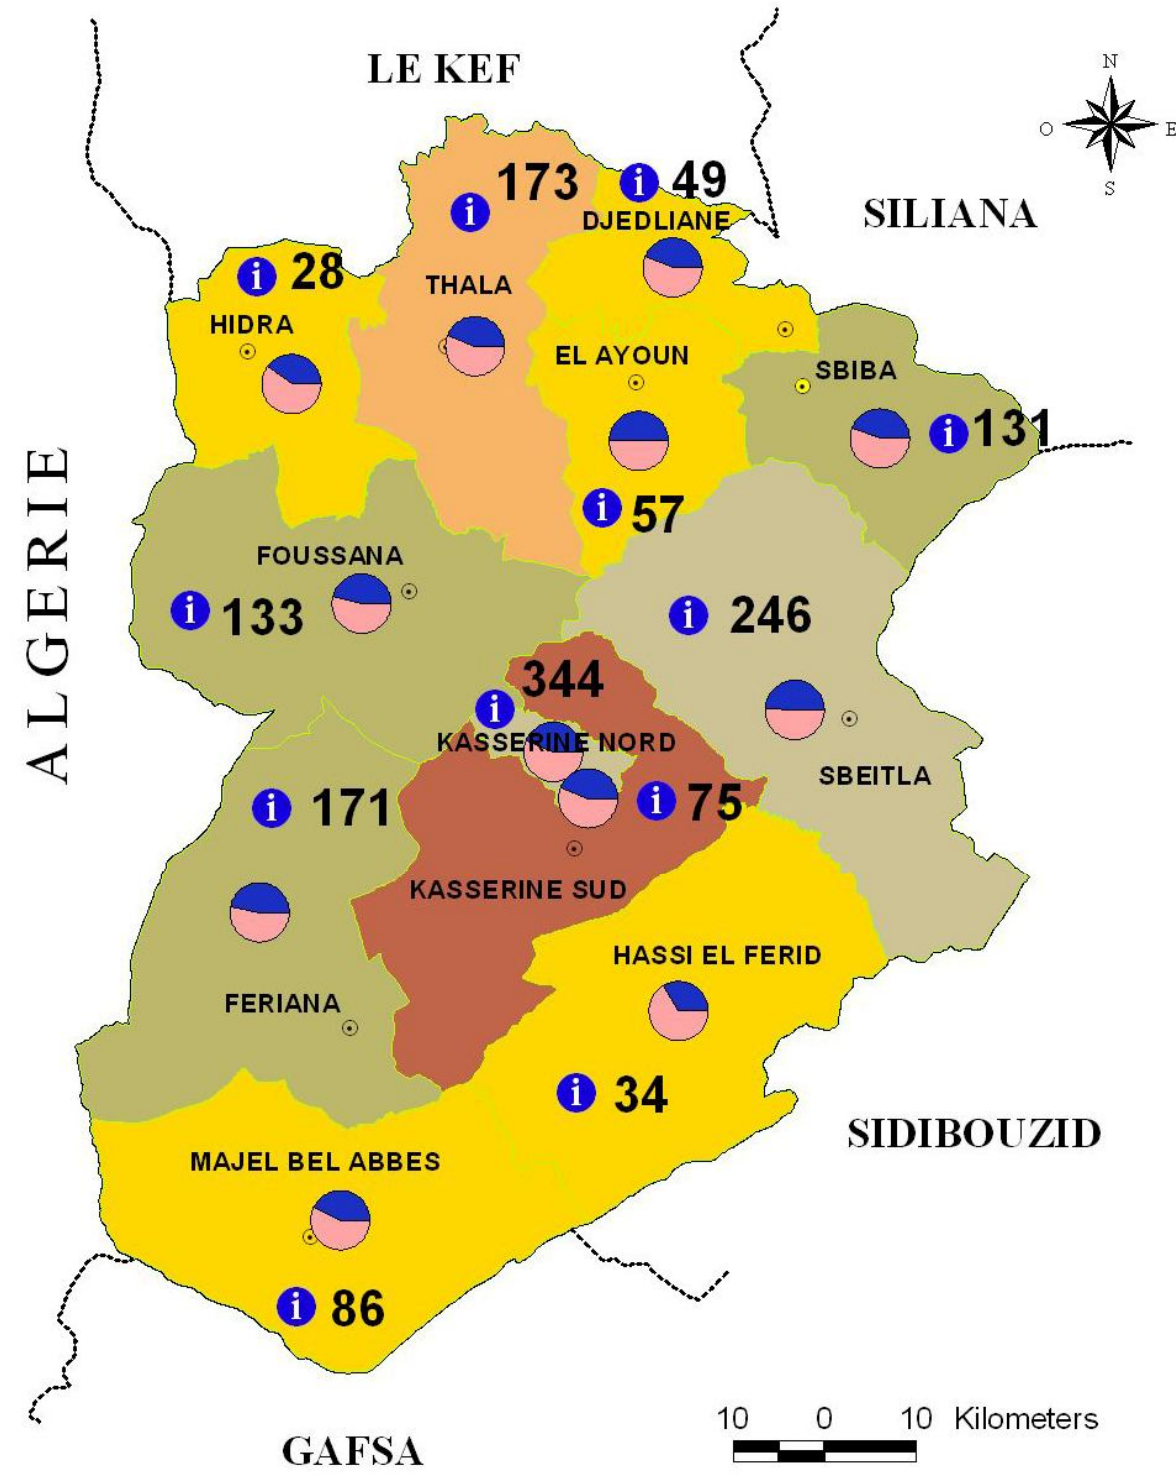 LE KEF
N
O E
S
SILIANA
i 173
i 49
DJEDLIANE
i 28
HIDRA
THALA
EL AYOUN
SBIBA
i 131
i 57
ALGERIE
FOUSSANA
i 133
i 246
i 344
KASSERINE NORD
SBEITLA
i 171
i 75
KASSERINE SUD
HASSI EL FERID
FERIANA
i 34
SIDIBOUZID
MAJEL BEL ABBES
i 86
10 0 10 Kilometers
GAFSA